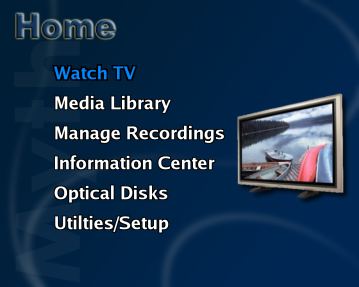 Home
Watch TV
Media Library
Manage Recordings
Information Center
Optical Disks
Utilties/Setup